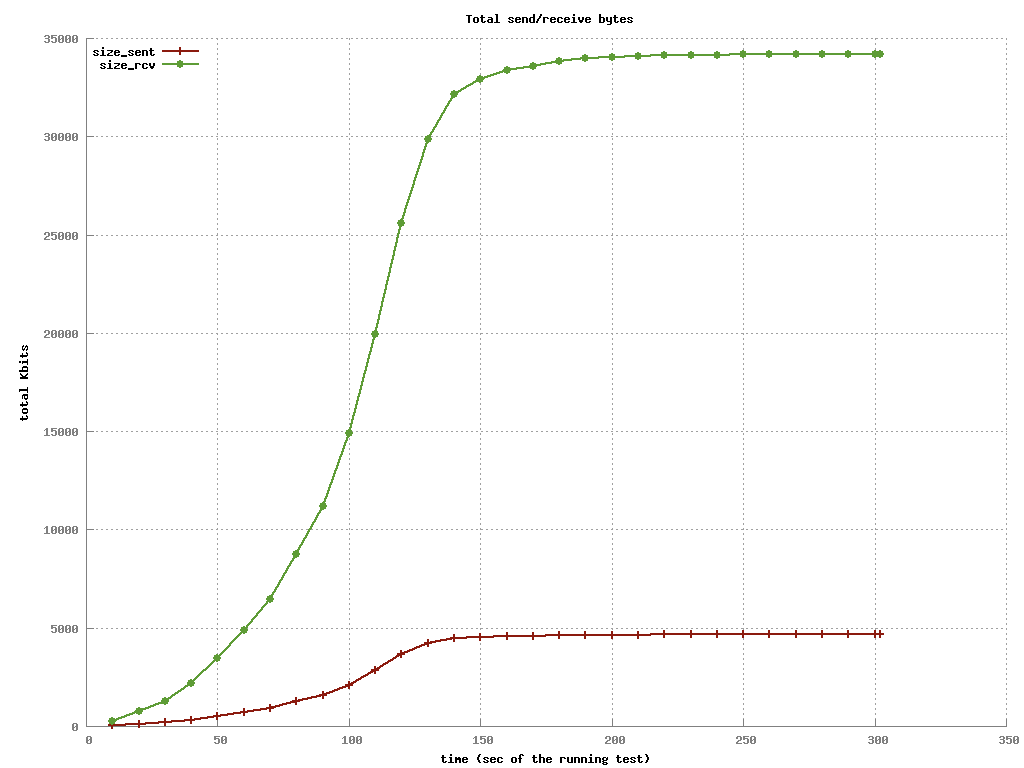 Total send/receive bytes
35000
size_sent
size_rcv
30000
25000
20000
15000
10000
5000
0
total Kbits
0 50 100 150 200 250 300 350
time (sec of the running test)